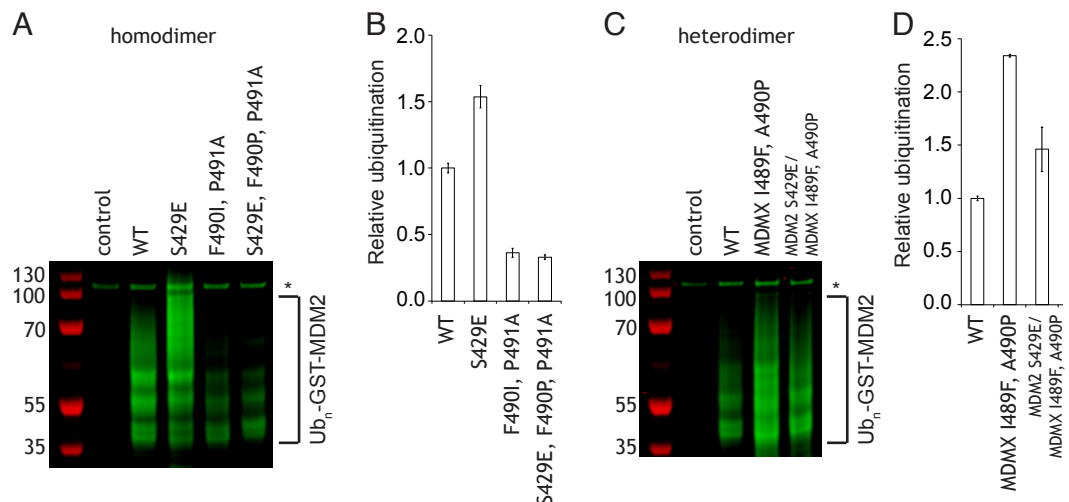 A
homodimer
control
WT
S429E
F490I, P491A
S429E, F490P, P491A
130
100
70
55
35
*
Ubn-GST-MDM2
B
Relative ubiquitination
2.0
1.5
1.0
0.5
0.0
WT
S429E
F490I, P491A
S429E, F490P, P491A
C
heterodimer
control
WT
MDMX I489F, A490P
MDM2 S429E/
MDMX I489F, A490P
130
100
70
55
35
*
Ubn-GST-MDM2
D
Relative ubiquitination
2.5
2.0
1.5
1.0
0.5
0.0
WT
MDMX I489F, A490P
MDM2 S429E/
MDMX I489F, A490P